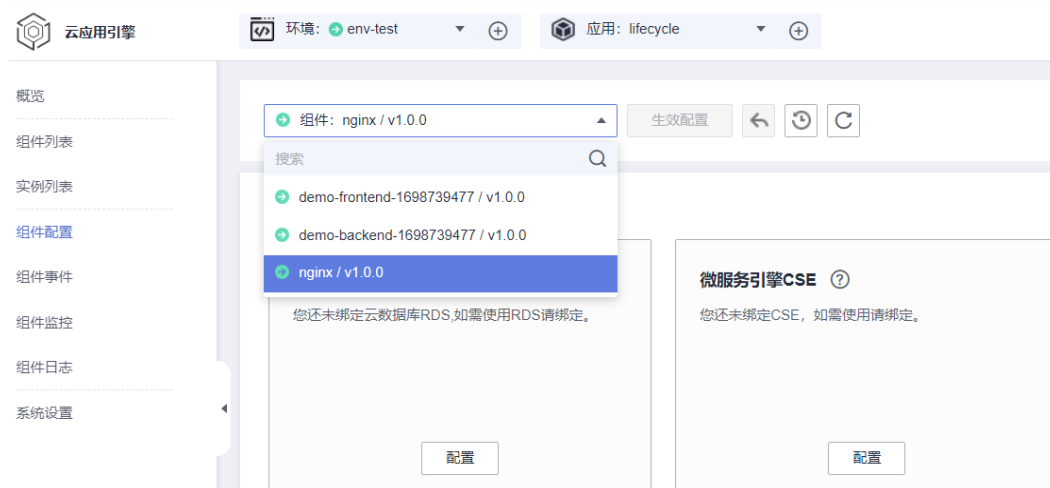 云应用引擎
环境： env-test
应用： lifecycle
概览
组件列表
实例列表
组件配置
组件事件
组件监控
组件日志
系统设置
组件： nginx / v1.0.0
生效配置
搜索
demo-frontend-1698739477 / v1.0.0
demo-backend-1698739477 / v1.0.0
nginx / v1.0.0
您还未绑定云数据库RDS,如需使用RDS请绑定。
配置
微服务引擎CSE
您还未绑定CSE，如需使用请绑定。
配置